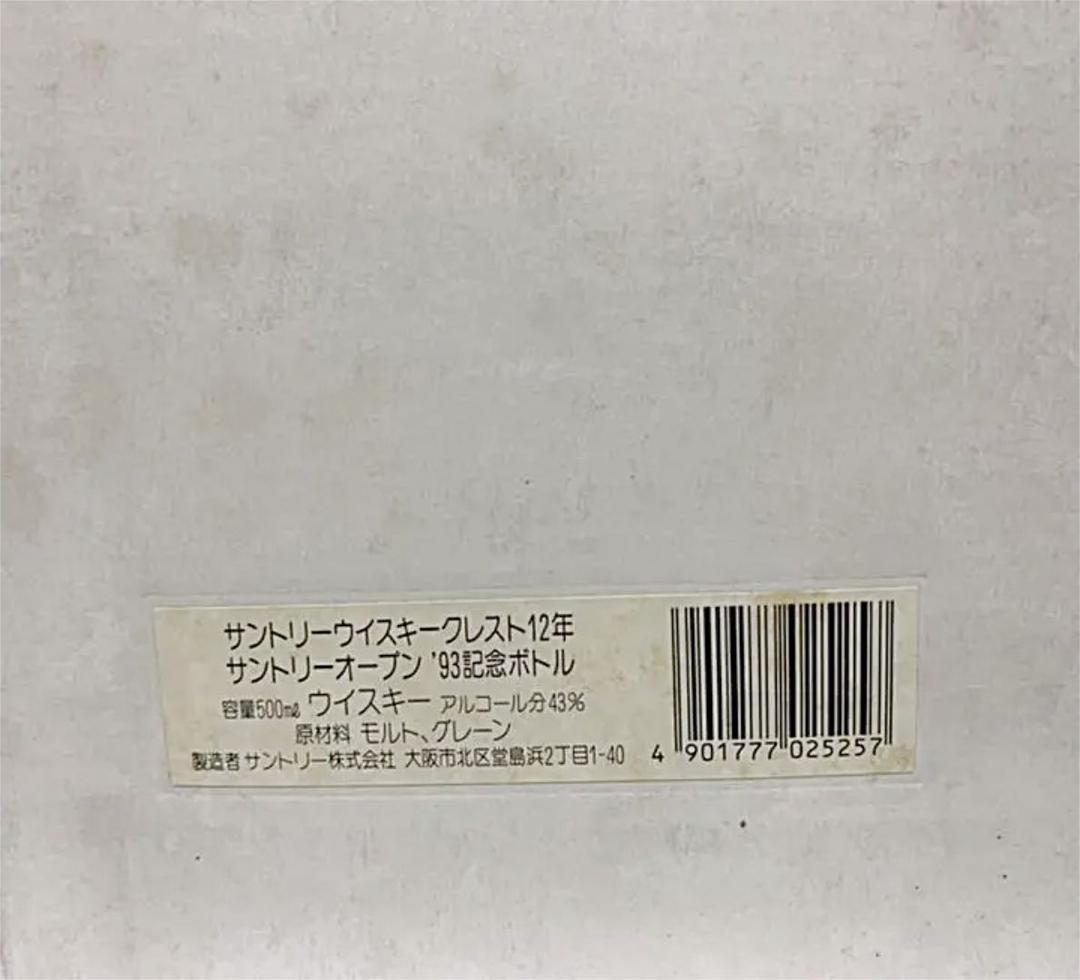 サントリーウイスキークレスト12年
サントリーオープン '93記念ボトル
容量500㎖ ウイスキー アルコール分43%
原材料 モルト、グレーン
製造者 サントリー株式会社 大阪市北区堂島浜2丁目1-40
4 901777 025257